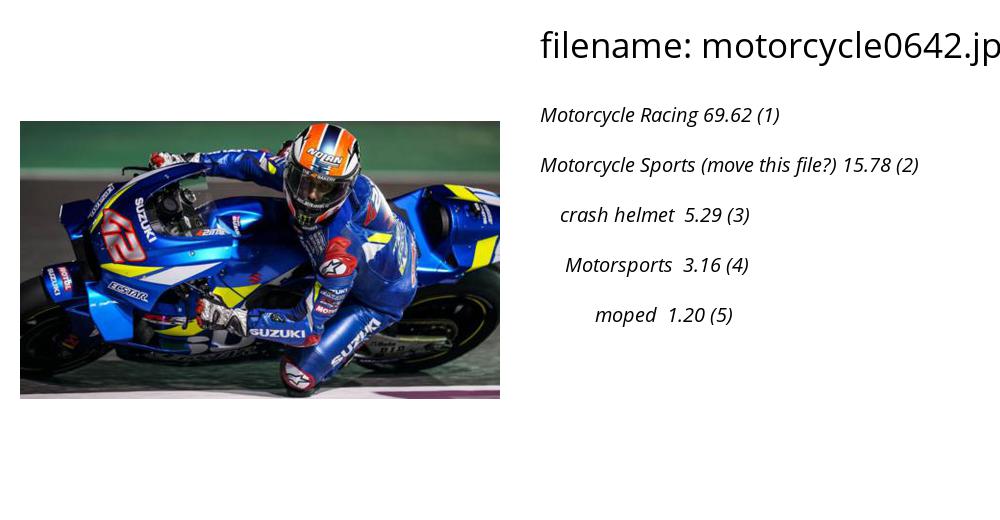 filename: motorcycle0642.jp
Motorcycle Racing 69.62 (1)
Motorcycle Sports (move this file?) 15.78 (2)
crash helmet 5.29 (3)
Motorsports 3.16 (4)
moped 1.20 (5)
NOLAN
SUZUKI
42
ECSTAR
SUZUKI
SUZUKI